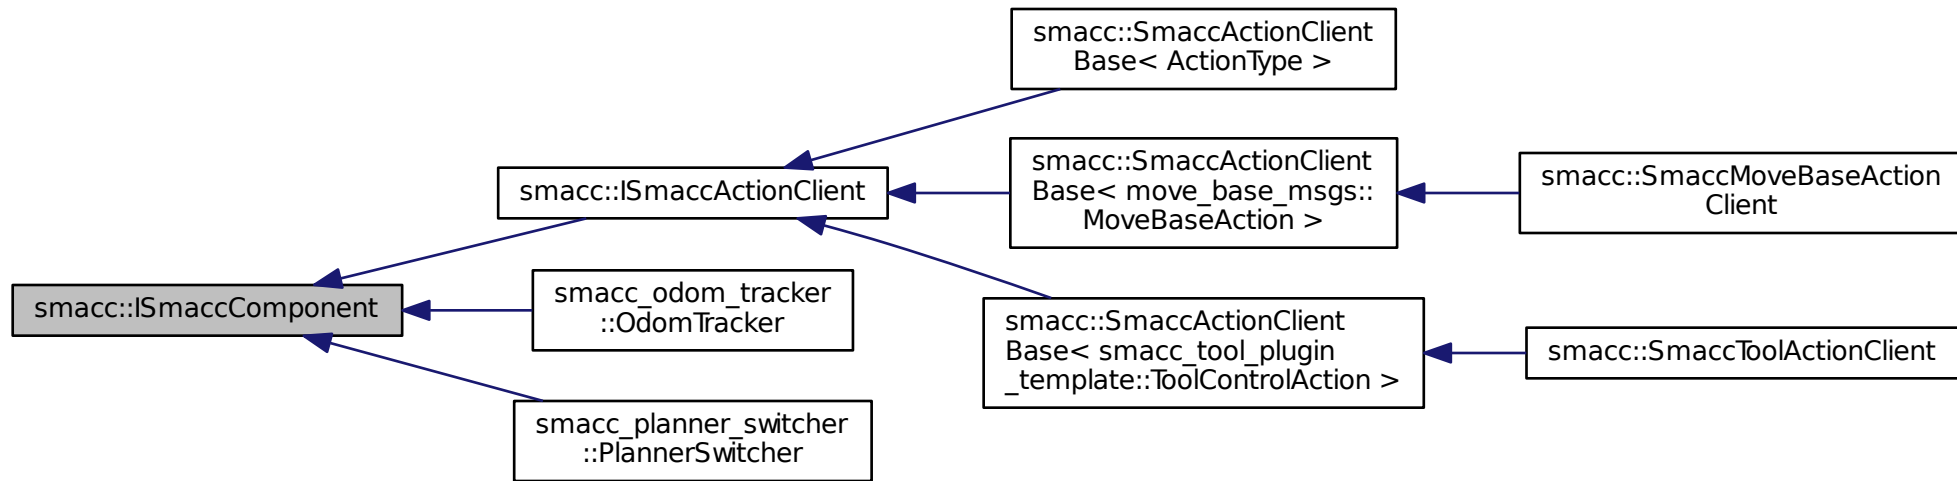 smacc::ISmaccComponent
smacc::ISmaccActionClient
smacc_odom_tracker
::OdomTracker
smacc_planner_switcher
::PlannerSwitcher
smacc::SmaccActionClient
Base< ActionType >
smacc::SmaccActionClient
Base< move_base_msgs::
MoveBaseAction >
smacc::SmaccActionClient
Base< smacc_tool_plugin
_template::ToolControlAction >
smacc::SmaccMoveBaseAction
Client
smacc::SmaccToolActionClient